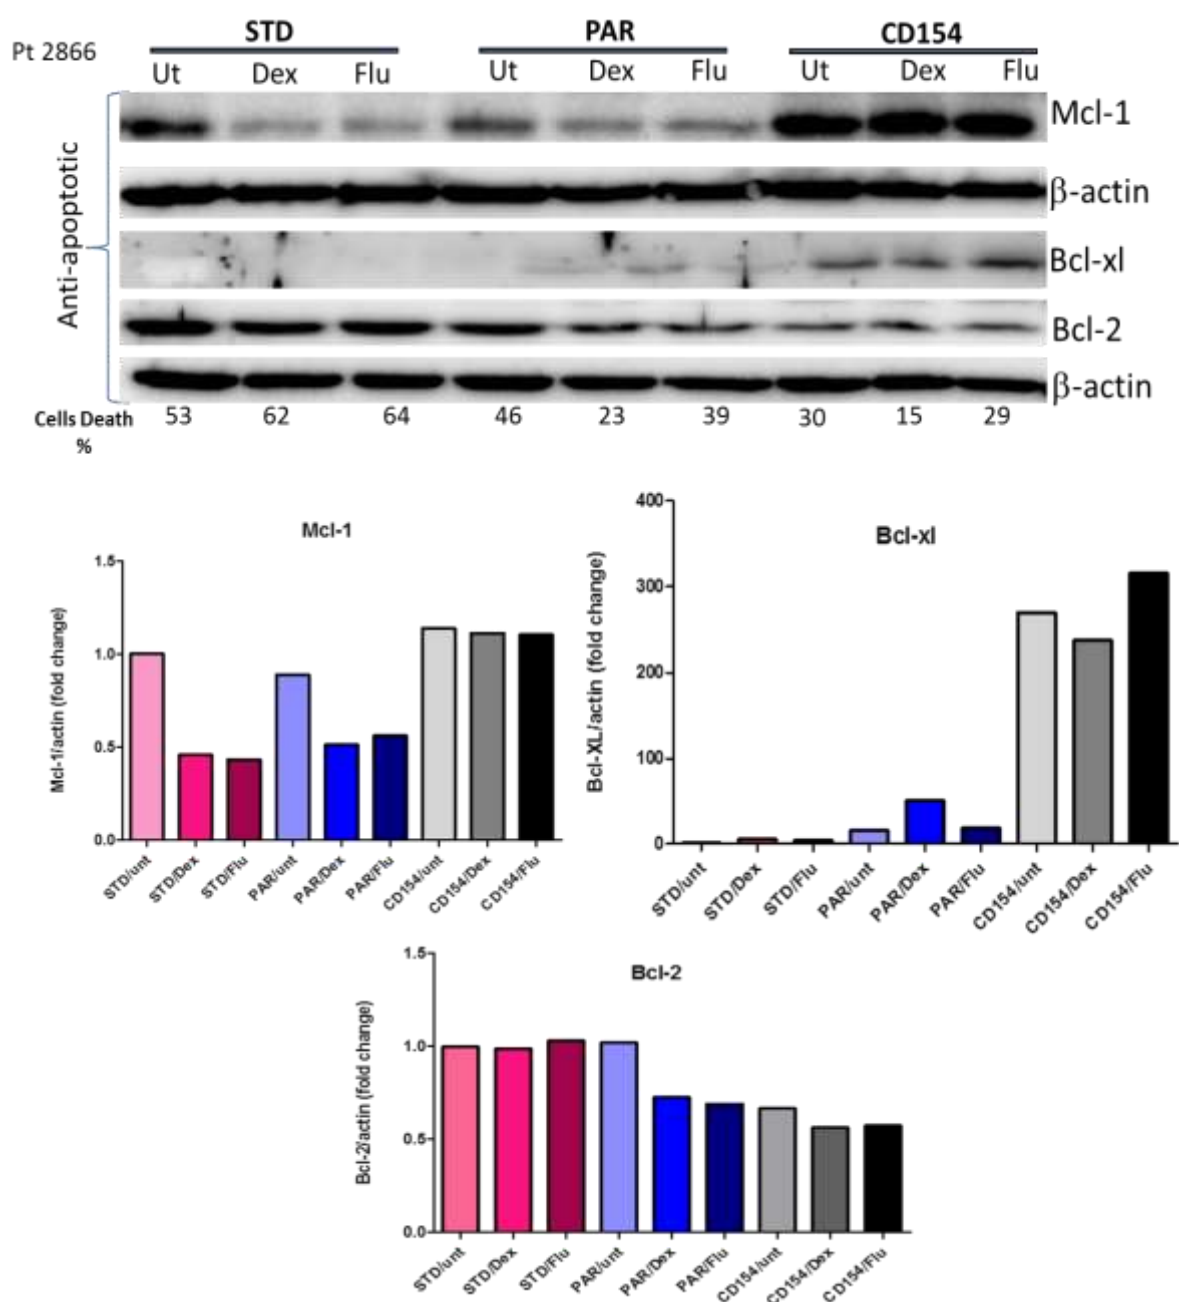 STD PAR CD154
Pt 2866
Ut Dex Flu Ut Dex Flu Ut Dex Flu
Anti-apoptotic
Mcl-1
β-actin
Bcl-xl
Bcl-2
β-actin
Cells Death 53 62 64 46 23 39 30 15 29
%
Mcl-1
Mcl-1/actin (fold change)
1.5
1.0
0.5
0.0
STD/unt STD/Dex STD/Flu PAR/unt PAR/Dex PAR/Flu CD154/unt CD154/Dex CD154/Flu
Bcl-xl
Bcl-XL/actin (fold change)
400
300
200
100
0
STD/unt STD/Dex STD/Flu PAR/unt PAR/Dex PAR/Flu CD154/unt CD154/Dex CD154/Flu
Bcl-2
Bcl-2/actin (fold change)
1.5
1.0
0.5
0.0
STD/unt STD/Dex STD/Flu PAR/unt PAR/Dex PAR/Flu CD154/unt CD154/Dex CD154/Flu